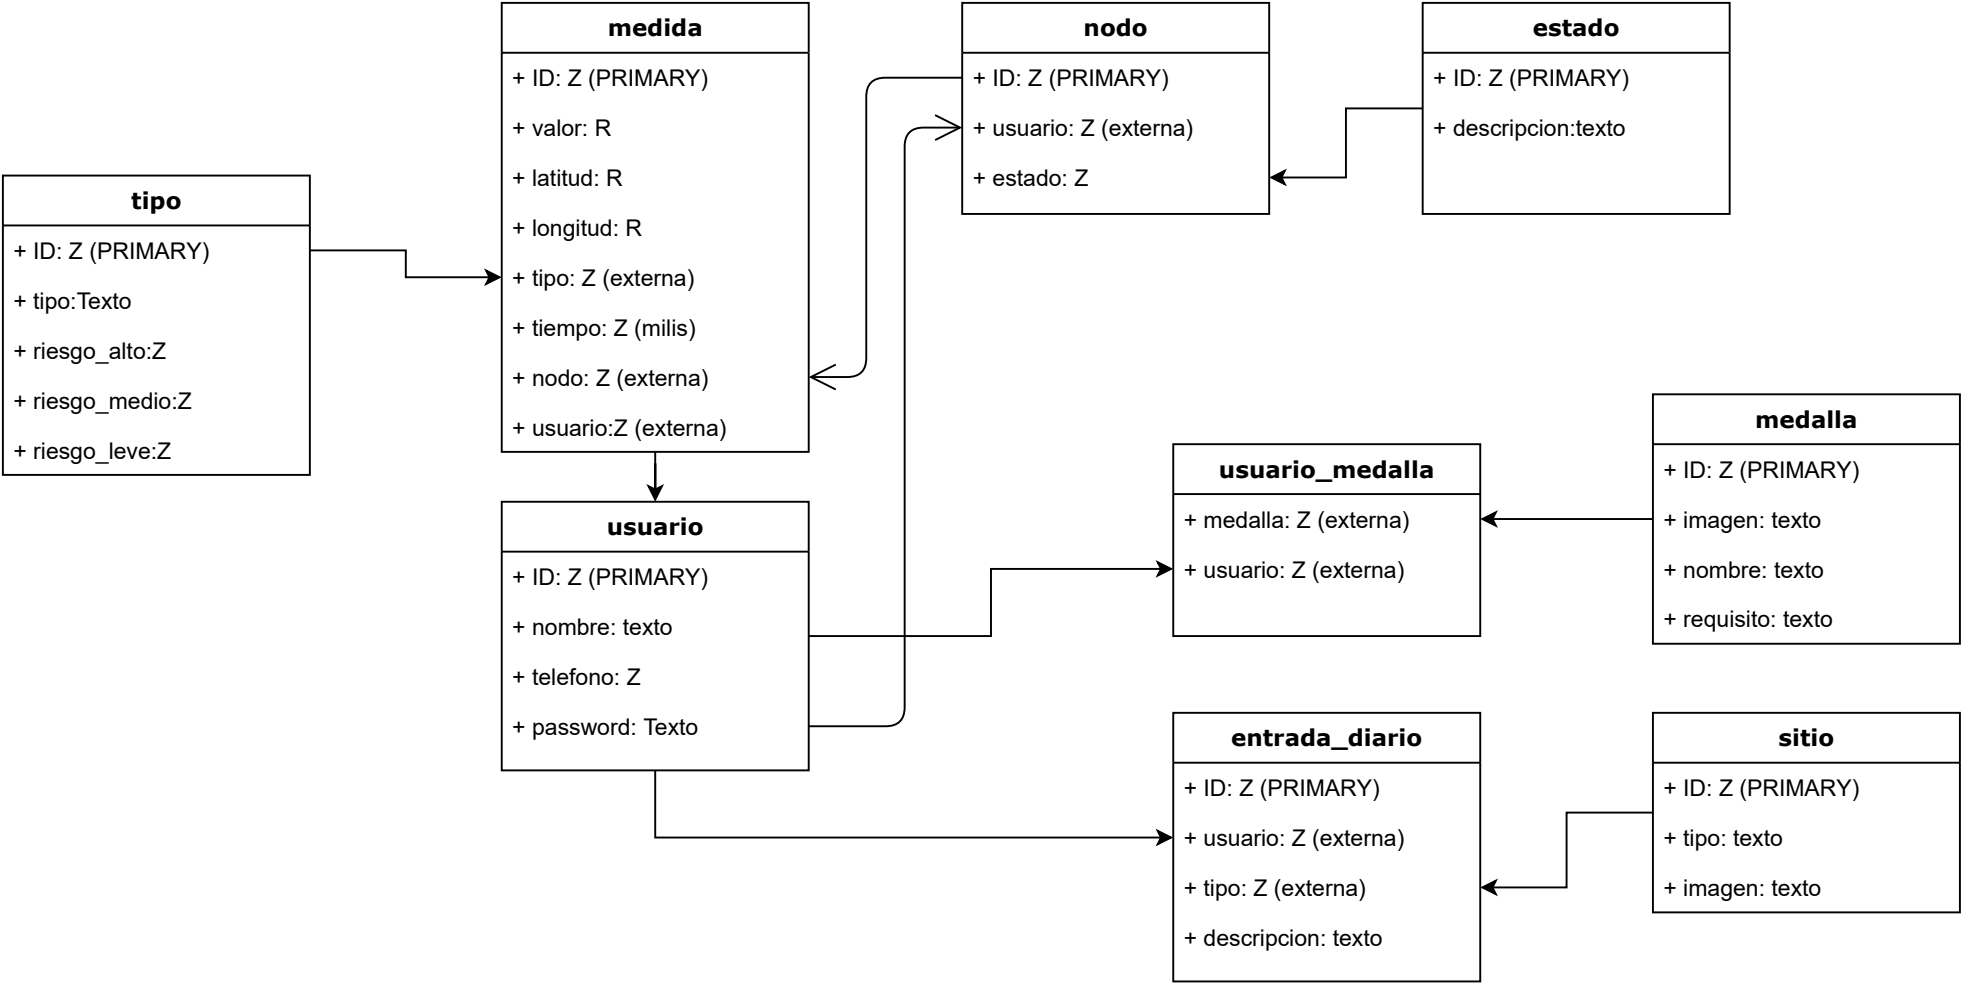 medida
+ ID: Z (PRIMARY)
+ valor: R
+ latitud: R
+ longitud: R
+ tipo: Z (externa)
+ tiempo: Z (milis)
+ nodo: Z (externa)
+ usuario:Z (externa)
nodo
+ ID: Z (PRIMARY)
+ usuario: Z (externa)
+ estado: Z
estado
+ ID: Z (PRIMARY)
+ descripcion:texto
tipo
+ ID: Z (PRIMARY)
+ tipo:Texto
+ riesgo_alto:Z
+ riesgo_medio:Z
+ riesgo_leve:Z
usuario
+ ID: Z (PRIMARY)
+ nombre: texto
+ telefono: Z
+ password: Texto
usuario_medalla
+ medalla: Z (externa)
+ usuario: Z (externa)
medalla
+ ID: Z (PRIMARY)
+ imagen: texto
+ nombre: texto
+ requisito: texto
entrada_diario
+ ID: Z (PRIMARY)
+ usuario: Z (externa)
+ tipo: Z (externa)
+ descripcion: texto
sitio
+ ID: Z (PRIMARY)
+ tipo: texto
+ imagen: texto